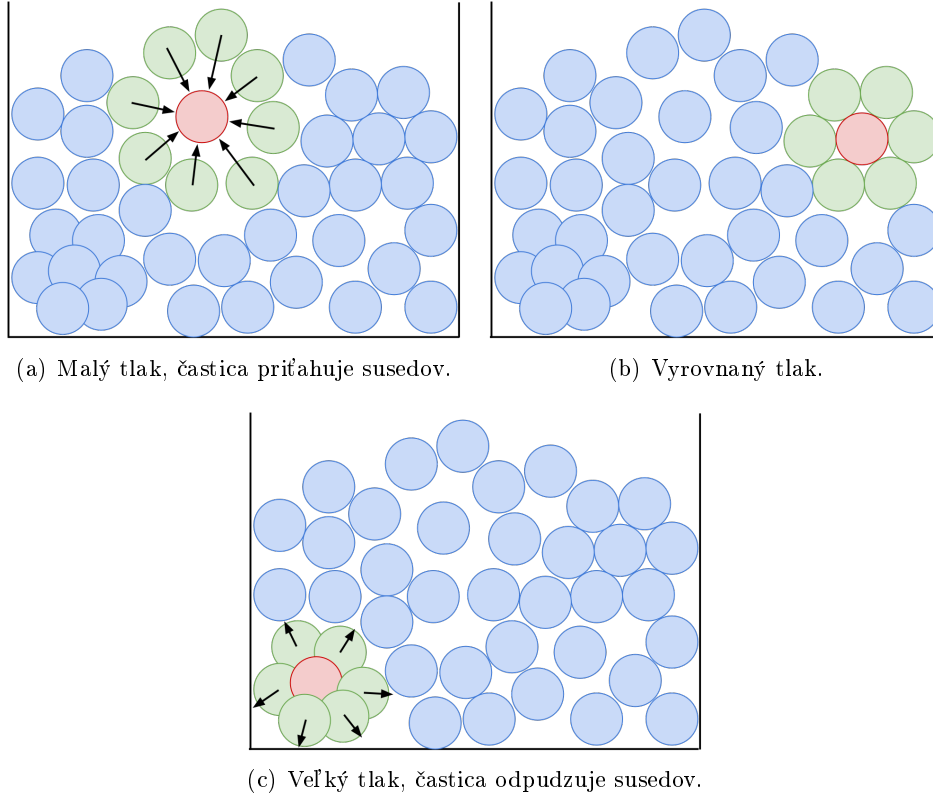 (a) Malý tlak, častica priťahuje susedov.
(b) Vyrovnaný tlak.
(c) Veľký tlak, častica odpudzuje susedov.